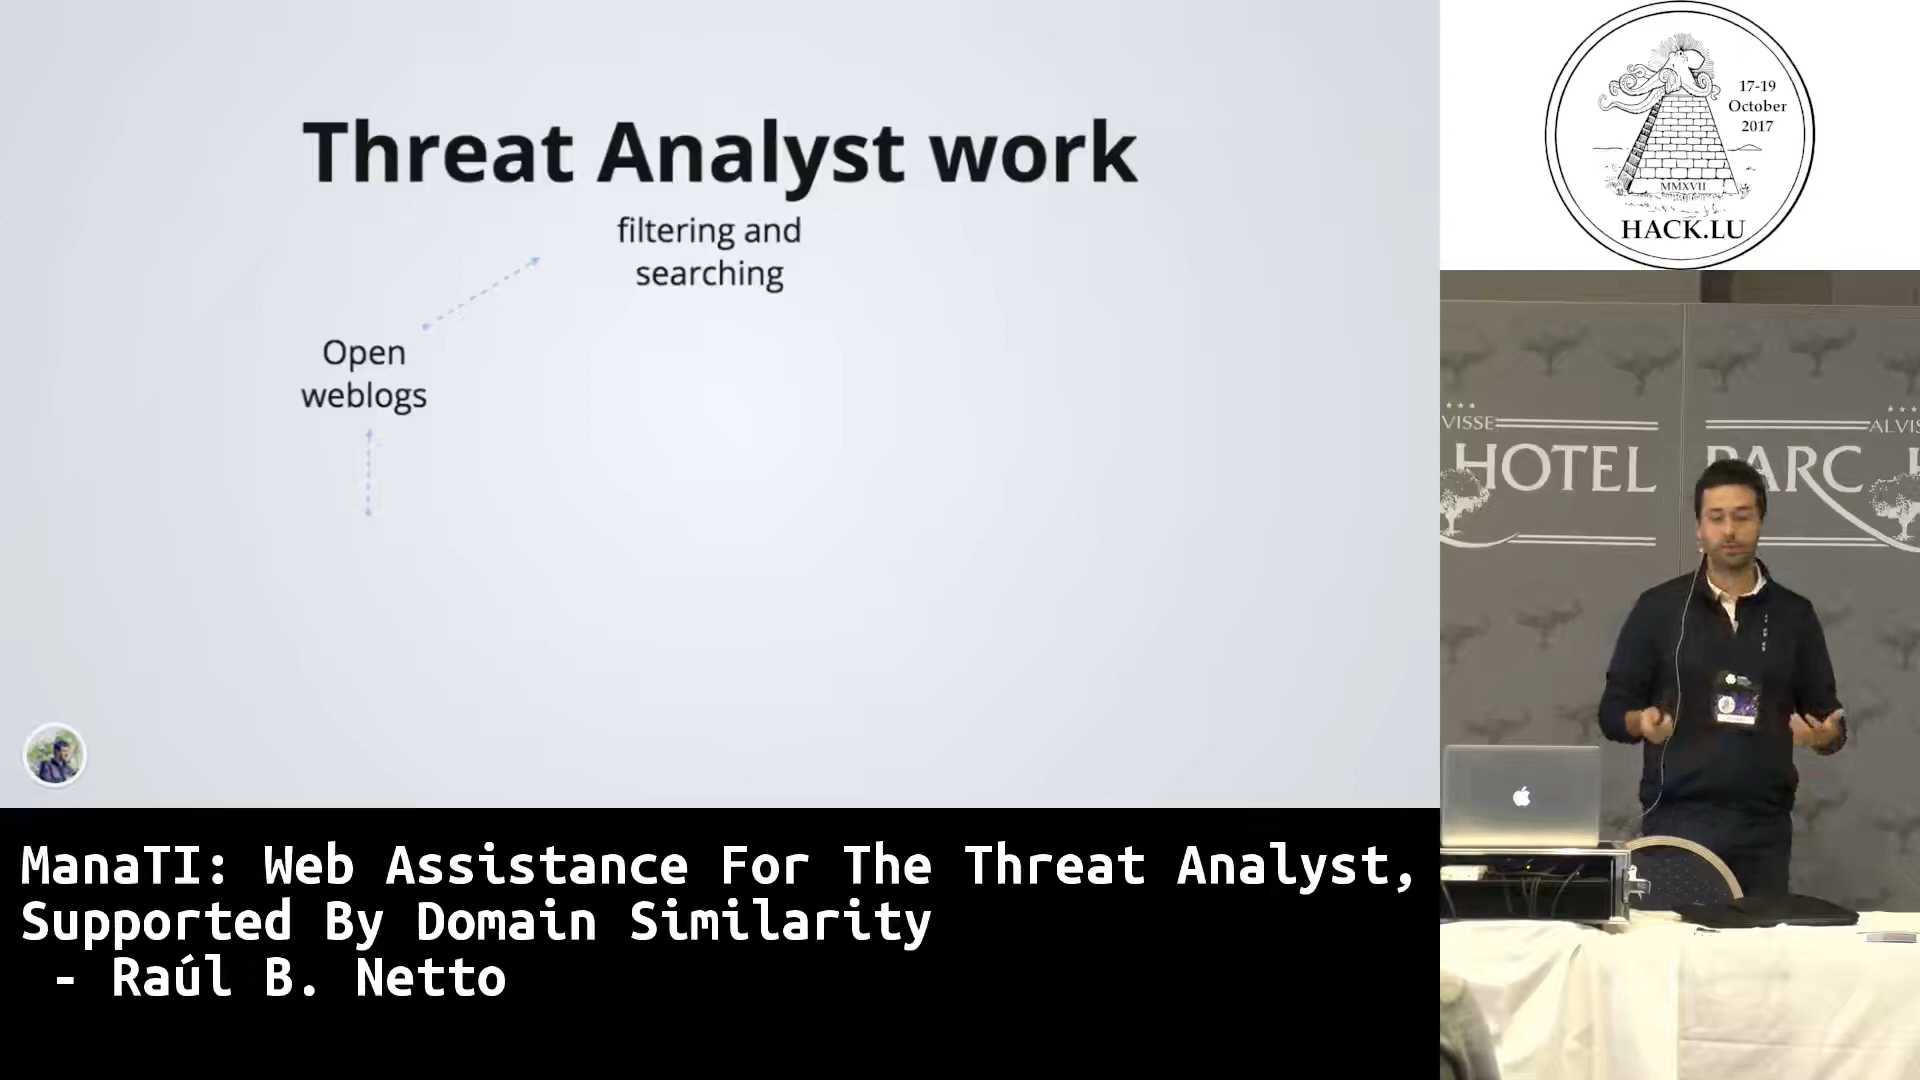 Threat Analyst work
filtering and
searching
Open
weblogs
17-19
October
2017
MMXVII
HACK.LU
VISSE
HOTEL
ALVIS
PARC
ManaTI: Web Assistance For The Threat Analyst,
Supported By Domain Similarity
- Raúl B. Netto